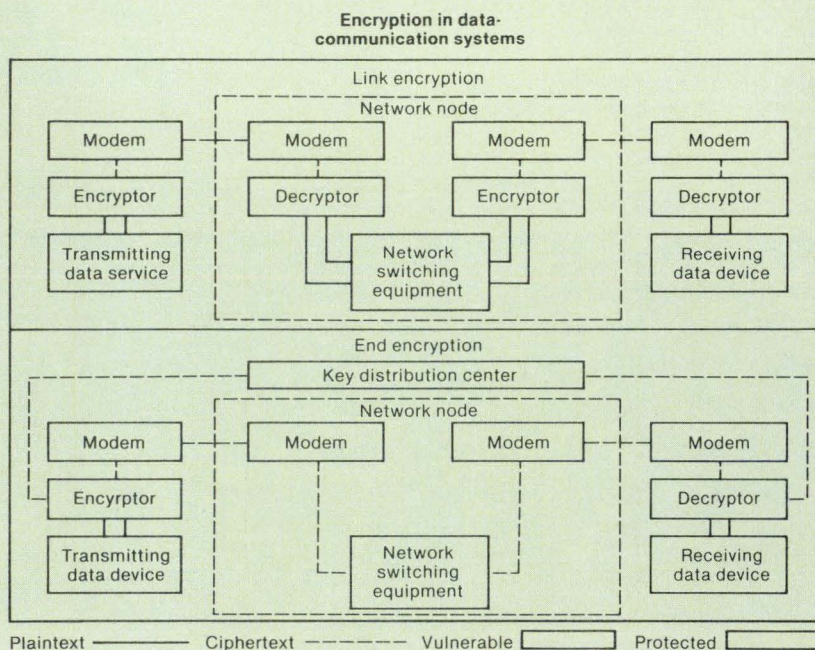 Encryption in data-
communication systems
Link encryption
Network node
Modem
Modem
Modem
Modem
Encryptor
Decryptor
Encryptor
Decryptor
Transmitting
data service
Network
switching
equipment
Receiving
data device
End encryption
Key distribution center
Network node
Modem
Modem
Modem
Modem
Encyrptor
Decryptor
Transmitting
data device
Network
switching
equipment
Receiving
data device
Plaintext Ciphertext Vulnerable Protected